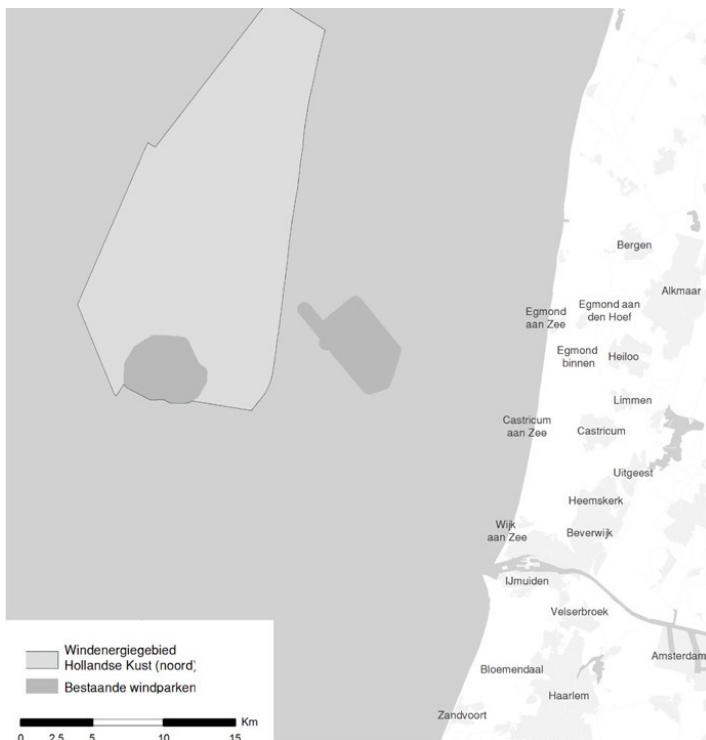 Bergen
Alkmaar
Egmond aan
den Hoef
Egmond
aan Zee
Egmond
binnen
Heiloo
Limmen
Castricum
aan Zee
Castricum
Uitgeest
Heemskerk
Wijk
aan Zee
Beverwijk
IJmuiden
Velserbroek
Amsterdam
Bloemendaal
Haarlem
Zandvoort
Windenergiegebied
Hollandse Kust (noord)
Bestaande windparken
Km
0 2,5 5 10 15